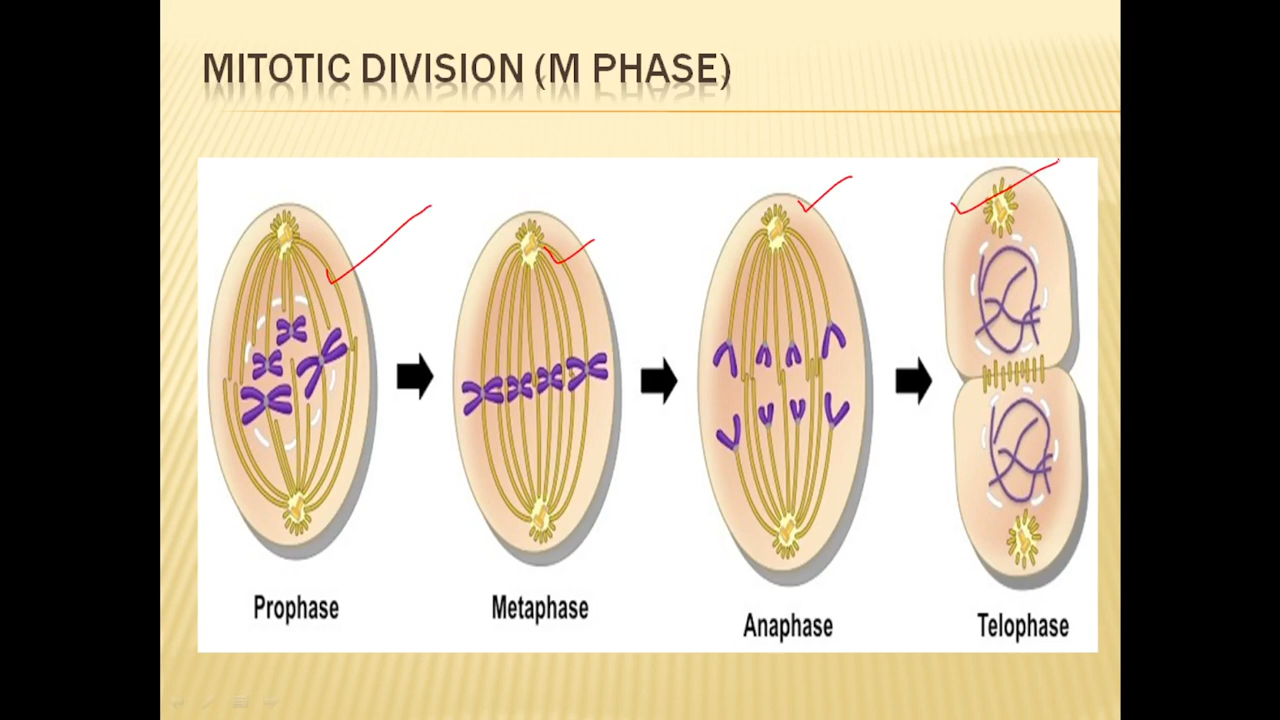 MITOTIC DIVISION (M PHASE)
Prophase
Metaphase
Anaphase
Telophase